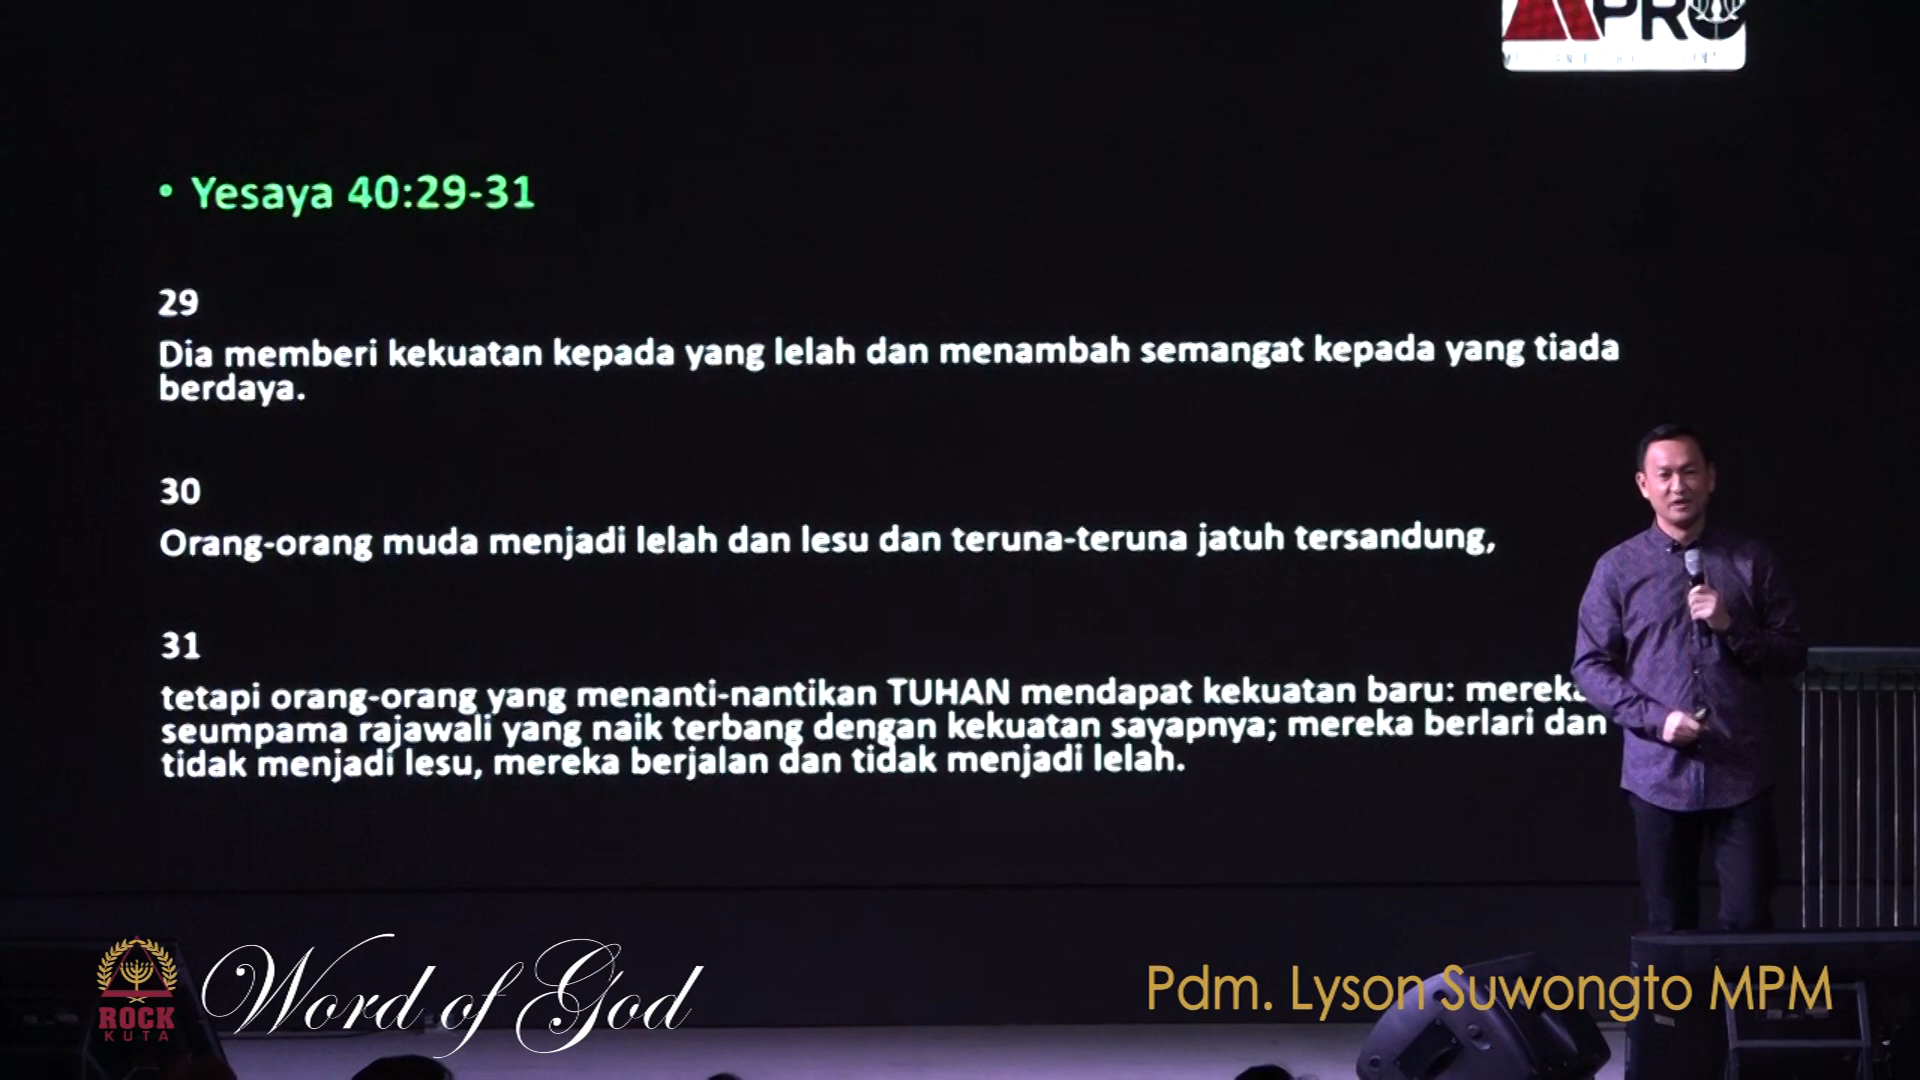 PRO
• Yesaya 40:29-31
29
Dia memberi kekuatan kepada yang lelah dan menambah semangat kepada yang tiada
berdaya.
30
Orang-orang muda menjadi lelah dan lesu dan teruna-teruna jatuh tersandung,
31
tetapi orang-orang yang menanti-nantikan TUHAN mendapat kekuatan baru: mereka
seumpama rajawali yang naik terbang dengan kekuatan sayapnya; mereka berlari dan
tidak menjadi lesu, mereka berjalan dan tidak menjadi lelah.
Word of God
ROCK
KUTA
Pdm. Lyson Suwongto MPM